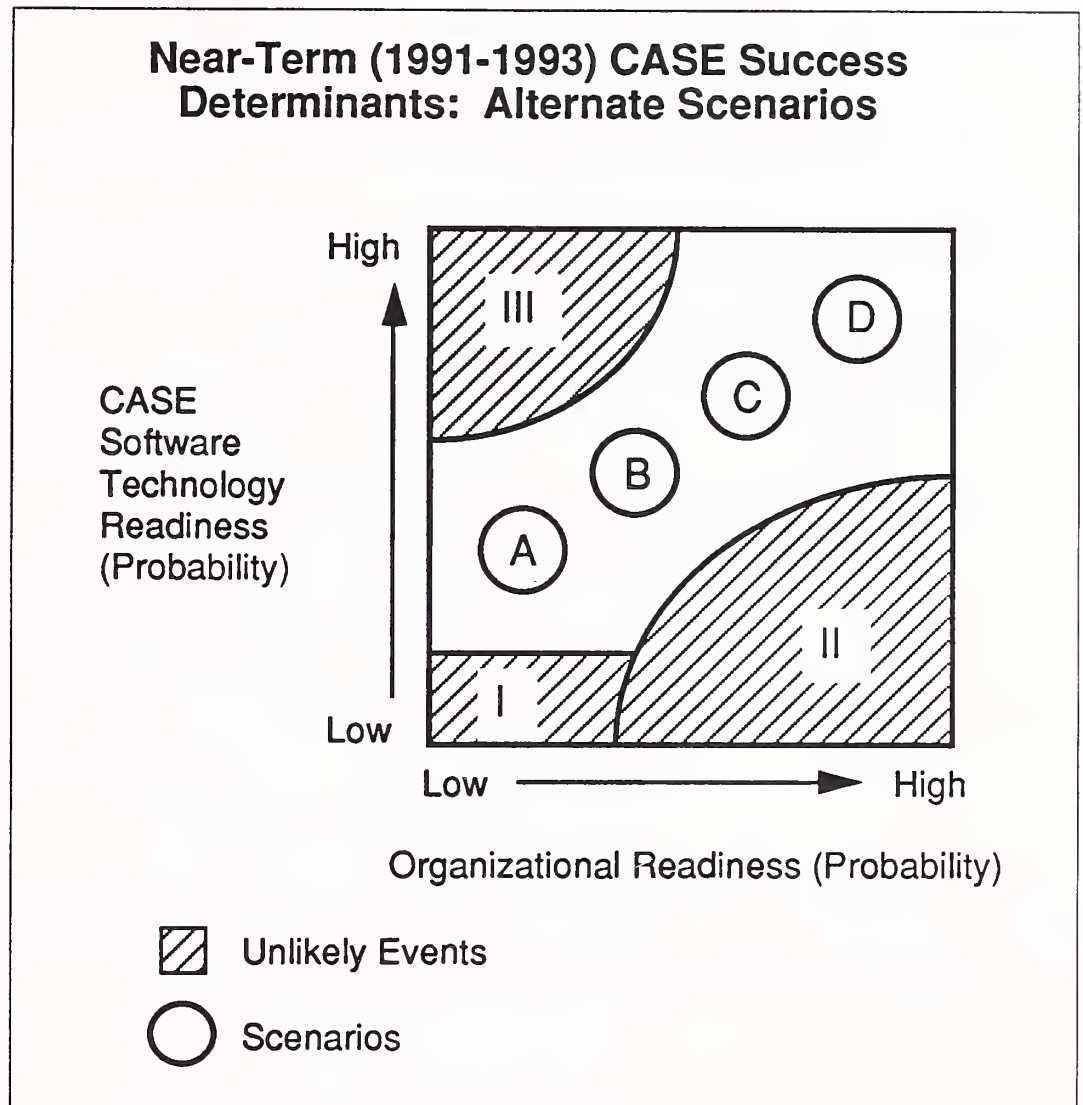 Near-Term (1991-1993) CASE Success
Determinants: Alternate Scenarios
High
III
D
CASE
Software
Technology
Readiness
(Probability)
C
B
A
II
I
Low
Low
High
Organizational Readiness (Probability)
Unlikely Events
Scenarios